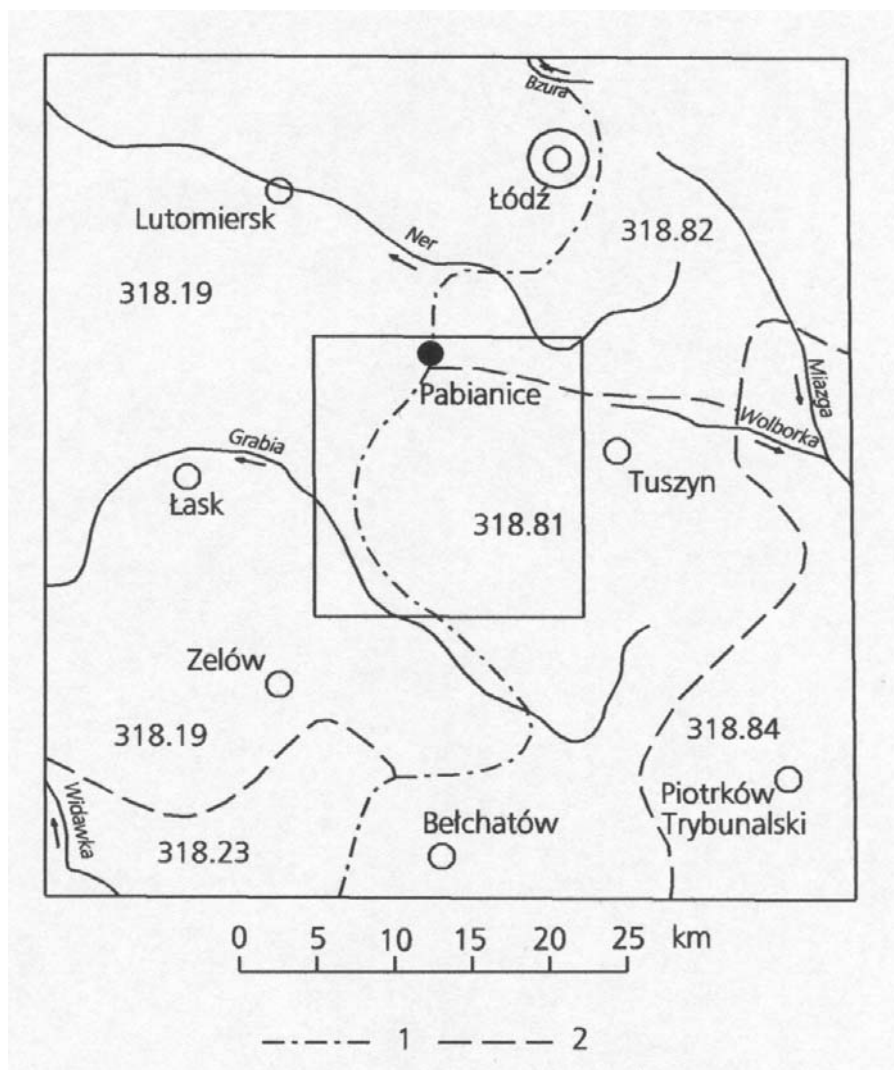 Bzura
Łódź
Lutomiersk
Ner
318.82
318.19
Miazga
Pabianice
Wolborka
Grabia
Tuszyn
Łask
318.81
Zelów
318.19
318.84
Piotrków
Trybunalski
Widawka
Bełchatów
318.23
0 5 10 15 20 25 km
1 2